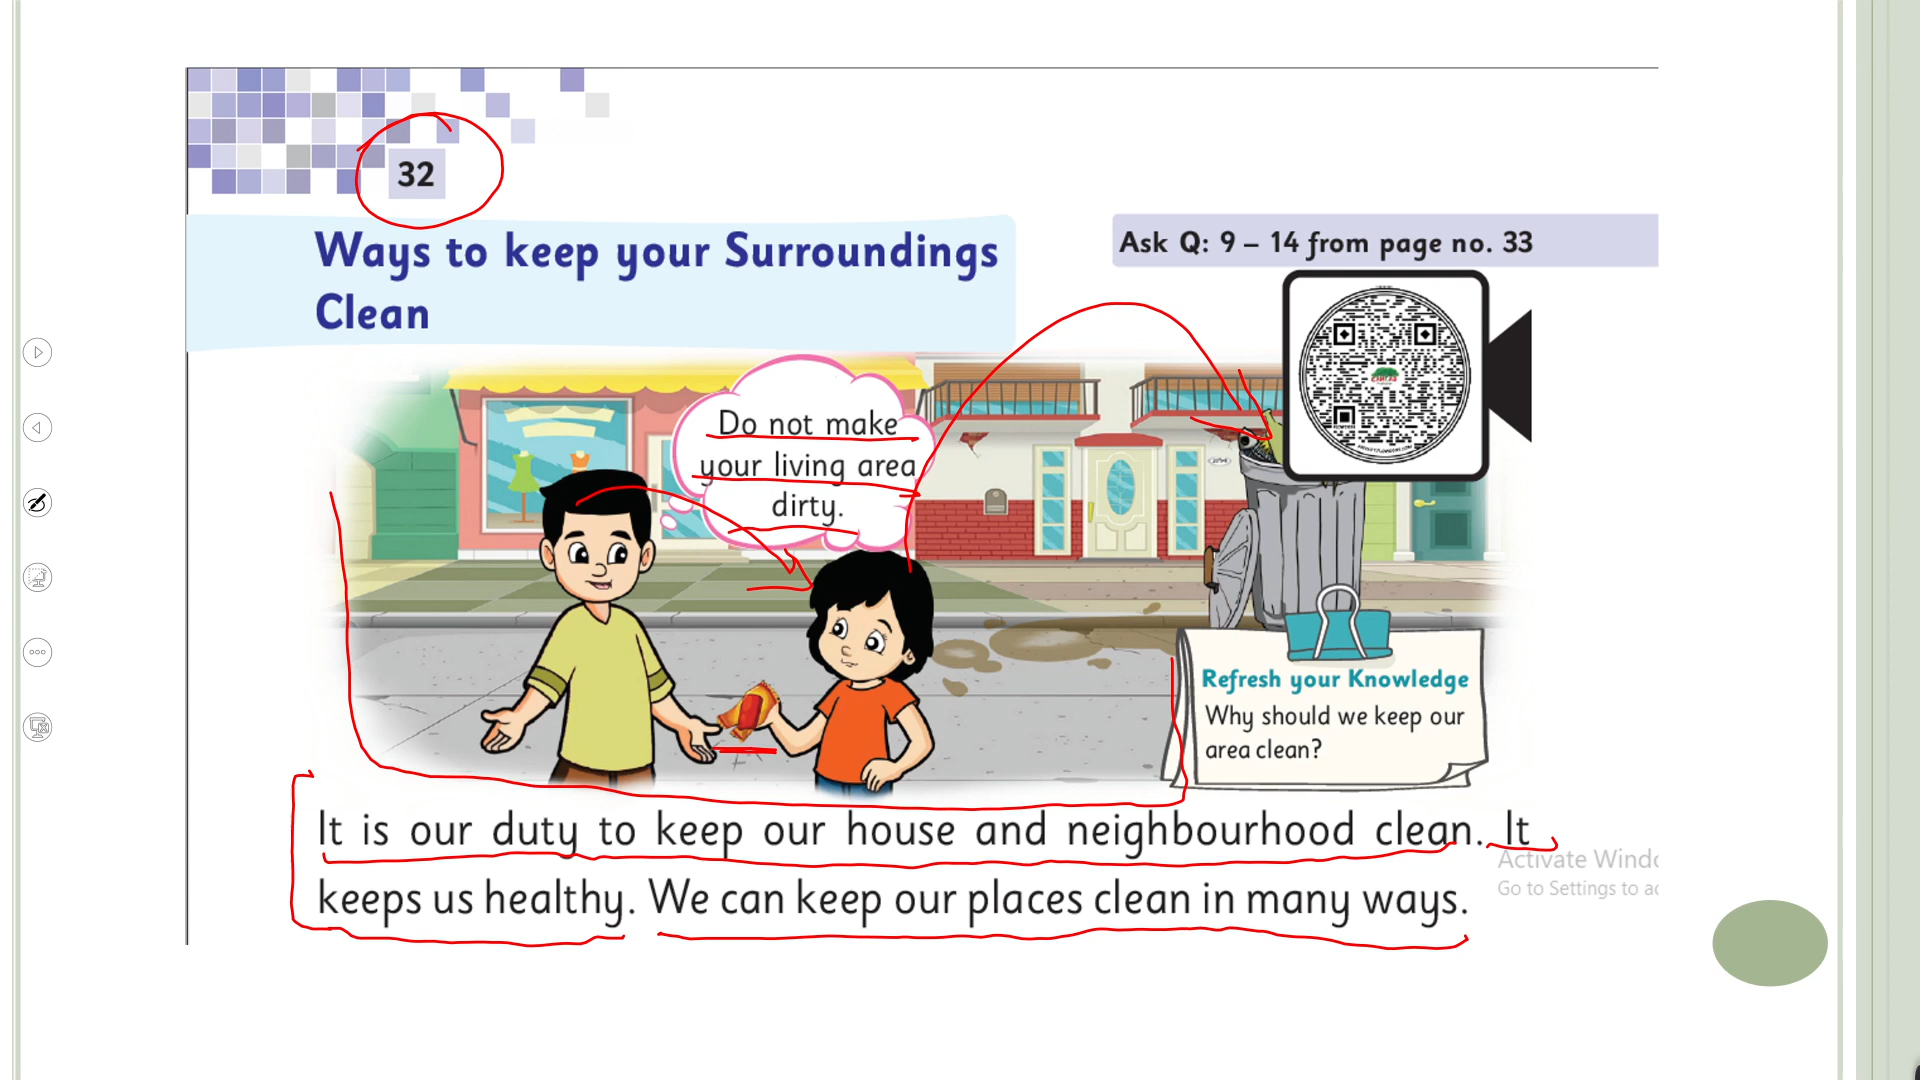 32
Ways to keep your Surroundings
Clean
Ask Q: 9 – 14 from page no. 33
Do not make
your living area
dirty.
Refresh your Knowledge
Why should we keep our
area clean?
It is our duty to keep our house and neighbourhood clean. It
keeps us healthy. We can keep our places clean in many ways.
Activate Windo
Go to Settings to ac